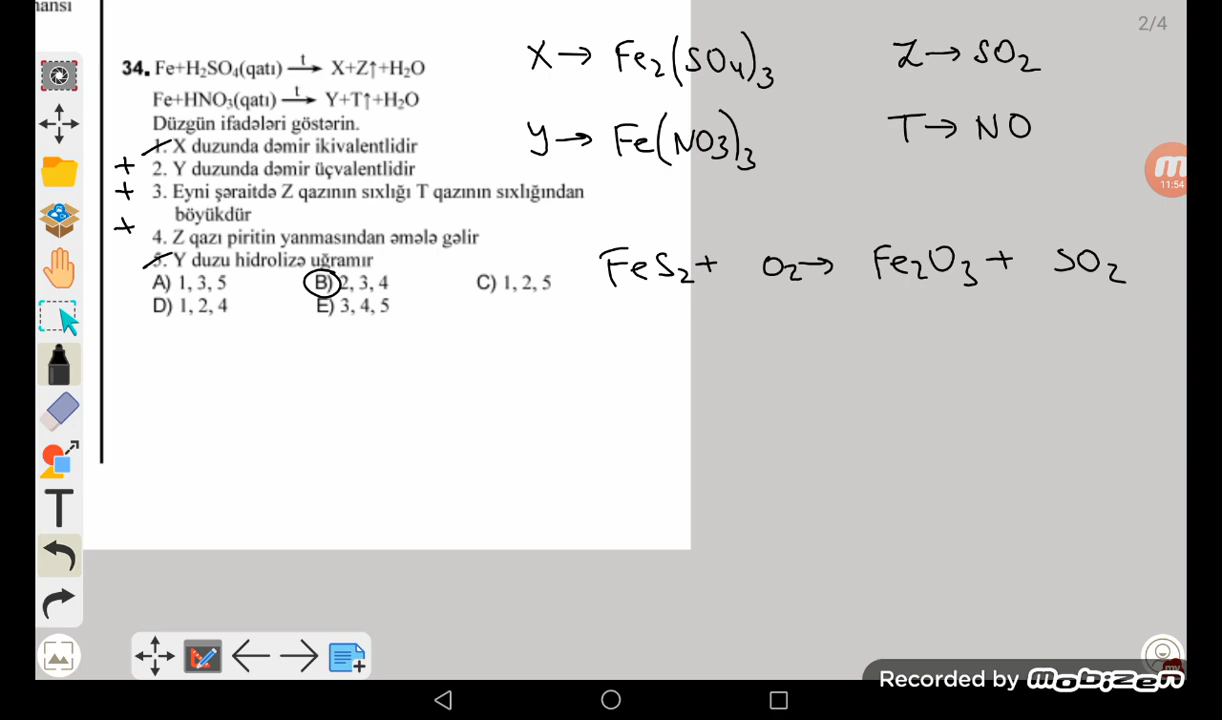 2/4
34. Fe+H₂SO₄(qatı) —t→ X+Z↑+H₂O
Fe+HNO₃(qatı) —t→ Y+T↑+H₂O
Düzgün ifadələri göstərin.
1. X duzunda dəmir ikivalentlidir
+ 2. Y duzunda dəmir üçvalentlidir
+ 3. Eyni şəraitdə Z qazının sıxlığı T qazının sıxlığından
böyükdür
+ 4. Z qazı piritin yanmasından əmələ gəlir
5. Y duzu hidrolizə uğramır
A) 1, 3, 5 B) 2, 3, 4 C) 1, 2, 5
D) 1, 2, 4 E) 3, 4, 5
X → Fe₂(SO₄)₃ Z → SO₂
Y → Fe(NO3)₃ T → NO
FeS₂ + O₂ → Fe₂O₃ + SO₂
11:54
T
Recorded by mobizen